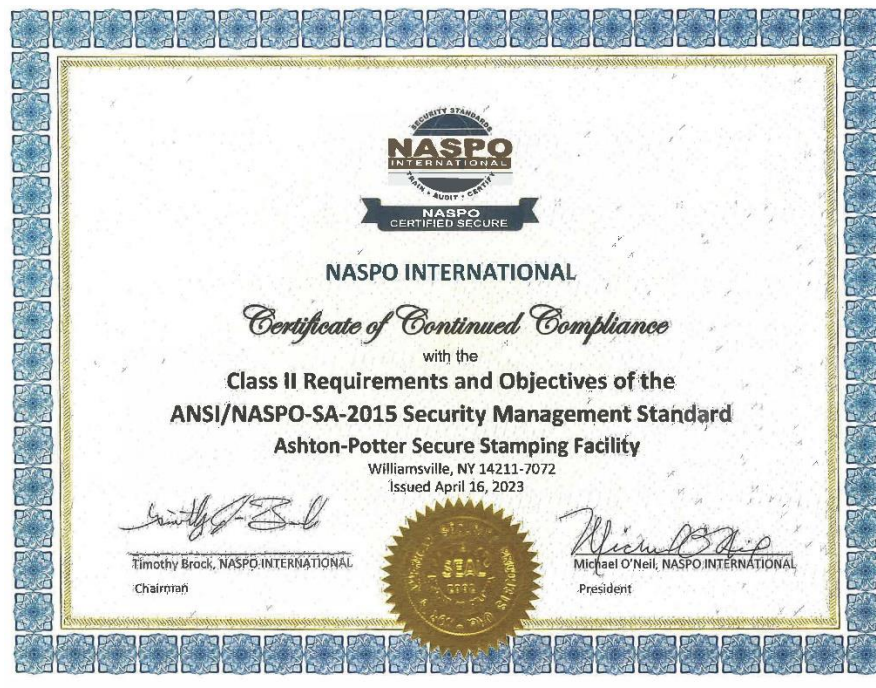 SECURITY STANDARDS
NASPO
INTERNATIONAL
TRAIN • AUDIT • CERTIFY
NASPO
CERTIFIED SECURE
NASPO INTERNATIONAL
Certificate of Continued Compliance
with the
Class II Requirements and Objectives of the
ANSI/NASPO-SA-2015 Security Management Standard
Ashton-Potter Secure Stamping Facility
Williamsville, NY 14211-7072
Issued April 16, 2023
Timothy Brock, NASPO INTERNATIONAL
Chairman
SEAL
Michael O'Neil, NASPO INTERNATIONAL
President